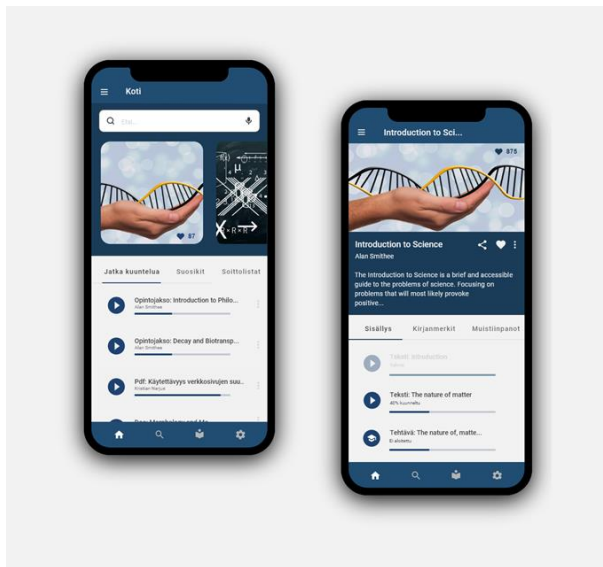 Koti
Etsi...
87
μ
X
R×R
Jatka kuuntelua Suosikit Soittolistat
Opintojakso: Introduction to Philo...
Alan Smithee
Opintojakso: Decay and Biotransp...
Alan Smithee
Pdf: Käytettävyys verkkosivujen suu..
Kristian Marjus
Introduction to Sci...
875
Introduction to Science
Alan Smithee
The Introduction to Science is a brief and accessible
guide to the problems of science. Focusing on
problems that will most likely provoke
positive...
Sisällys Kirjanmerkit Muistiinpanot
Teksti: Introduction
Teksti: The nature of matter
40% kuunneltu
Tehtävä: The nature of, matte...
Ei aloitettu